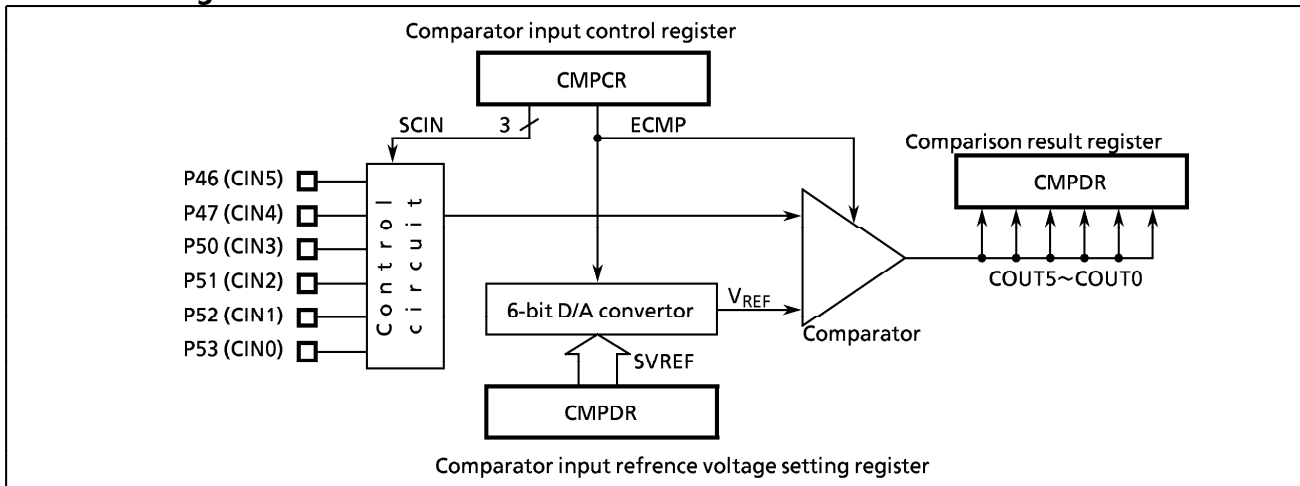 Comparator input control register
CMPCR
SCIN
3
ECMP
Comparison result register
CMPDR
P46 (CIN5)
P47 (CIN4)
P50 (CIN3)
P51 (CIN2)
P52 (CIN1)
P53 (CIN0)
Control
circuit
COUT5~COUT0
6-bit D/A convertor
VREF
Comparator
SVREF
CMPDR
Comparator input refrence voltage setting register